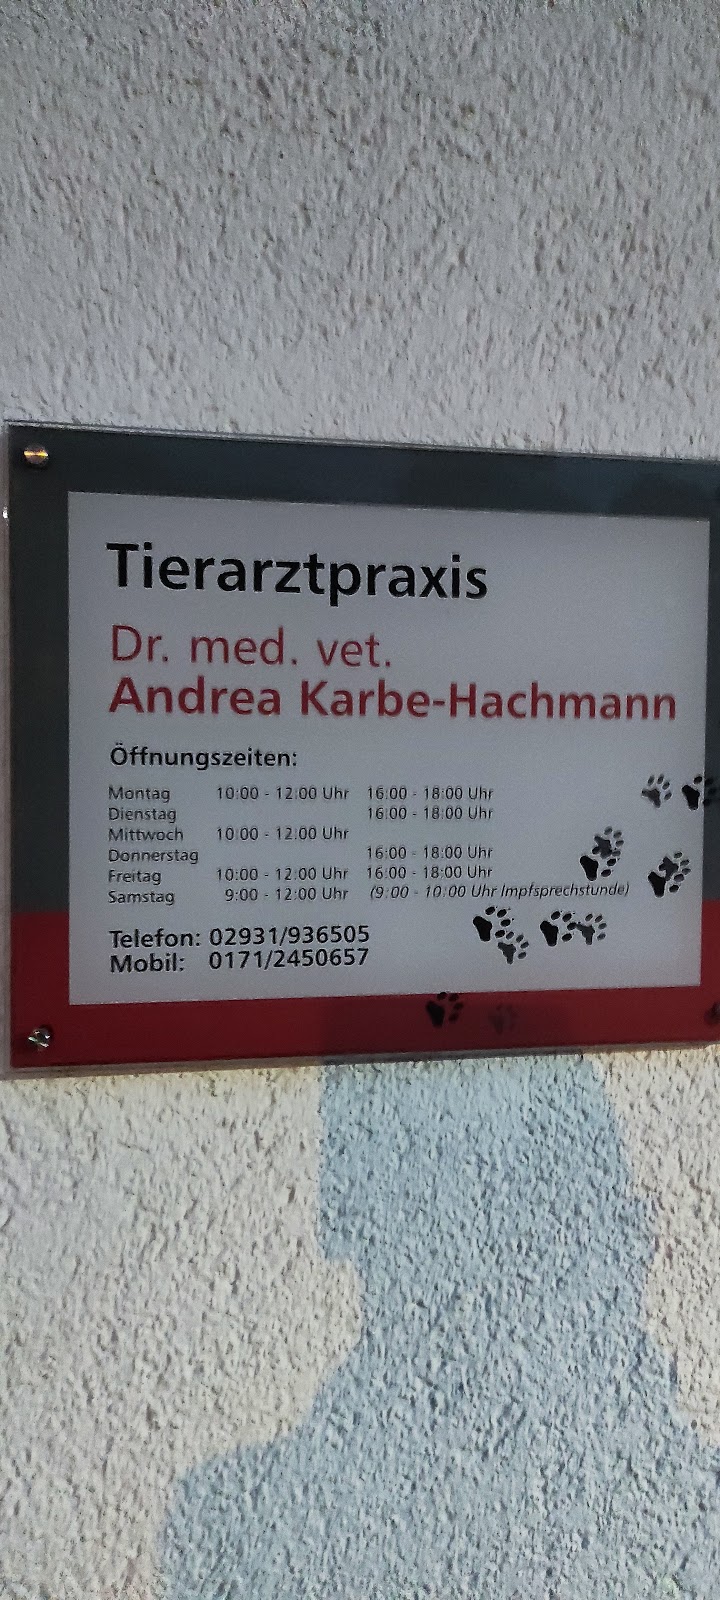 Tierarztpraxis
Dr. med. vet.
Andrea Karbe-Hachmann
Öffnungszeiten:
Montag 10:00 - 12:00 Uhr 16:00 - 18:00 Uhr
Dienstag 16:00 - 18:00 Uhr
Mittwoch 10:00 - 12:00 Uhr
Donnerstag 16:00 - 18:00 Uhr
Freitag 10:00 - 12:00 Uhr 16:00 - 18:00 Uhr
Samstag 9:00 - 12:00 Uhr (9:00 - 10:00 Uhr Impfsprechstunde)
Telefon: 02931/936505
Mobil: 0171/2450657